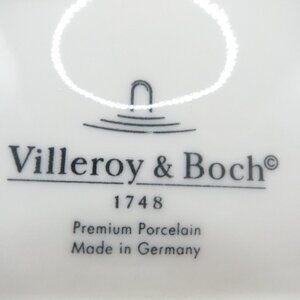 Villeroy & Boch©
1748
Premium Porcelain
Made in Germany